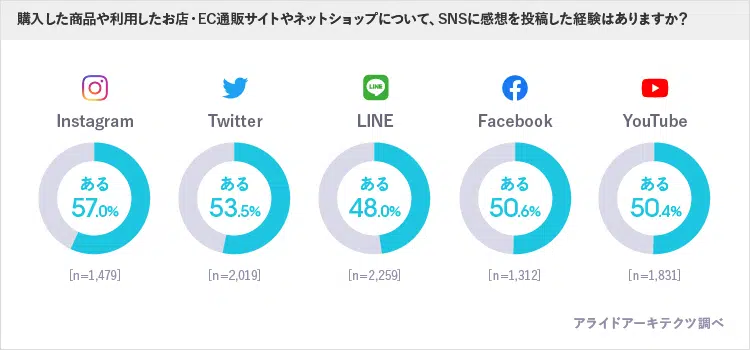 購入した商品や利用したお店・EC通販サイトやネットショップについて、SNSに感想を投稿した経験はありますか？
Instagram Twitter LINE Facebook YouTube
ある ある ある ある ある
57.0% 53.5% 48.0% 50.6% 50.4%
[n=1,479] [n=2,019] [n=2,259] [n=1,312] [n=1,831]
アライドアーキテクツ調べ